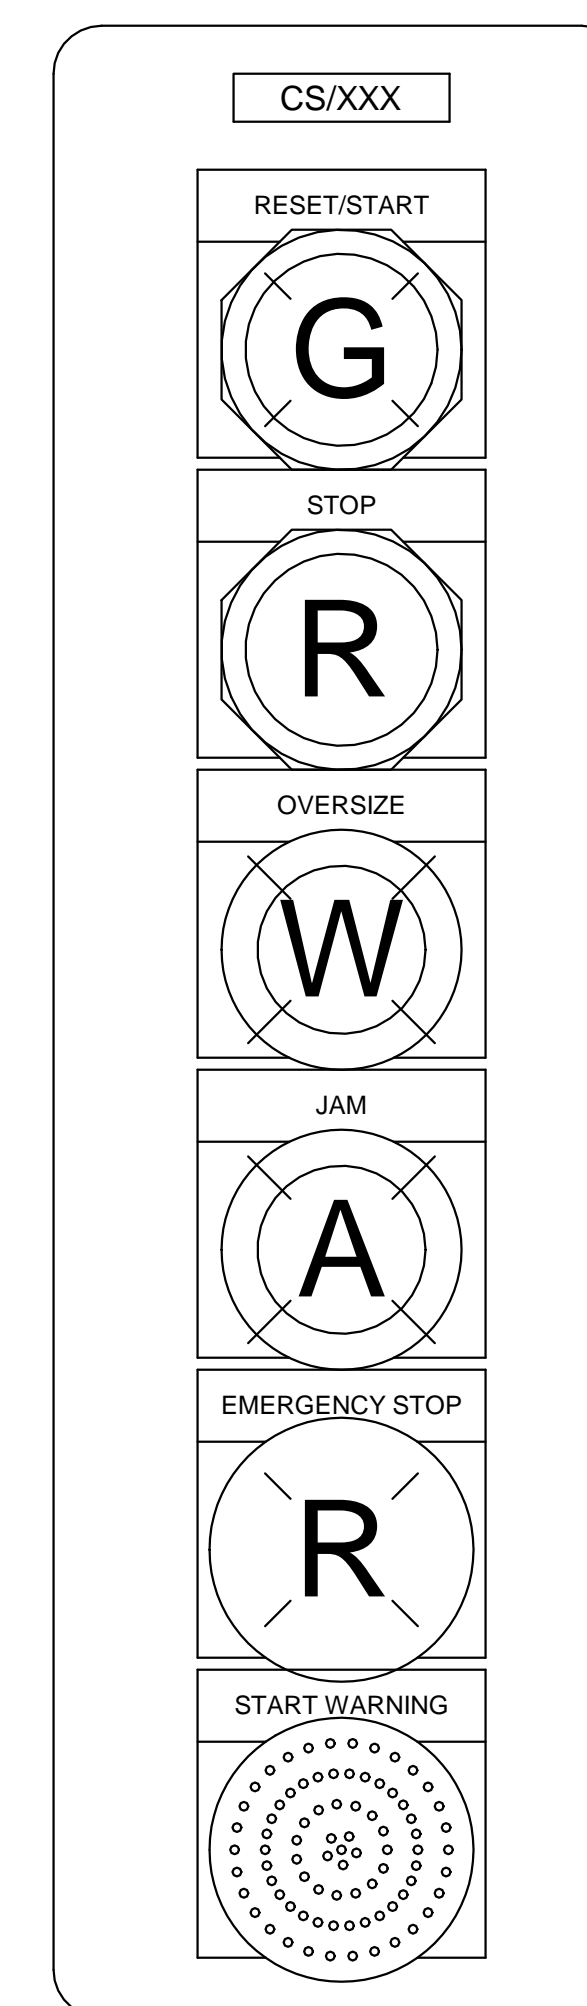 CS/XXX
RESET/START
G
STOP
R
OVERSIZE
W
JAM
A
EMERGENCY STOP
R
START WARNING